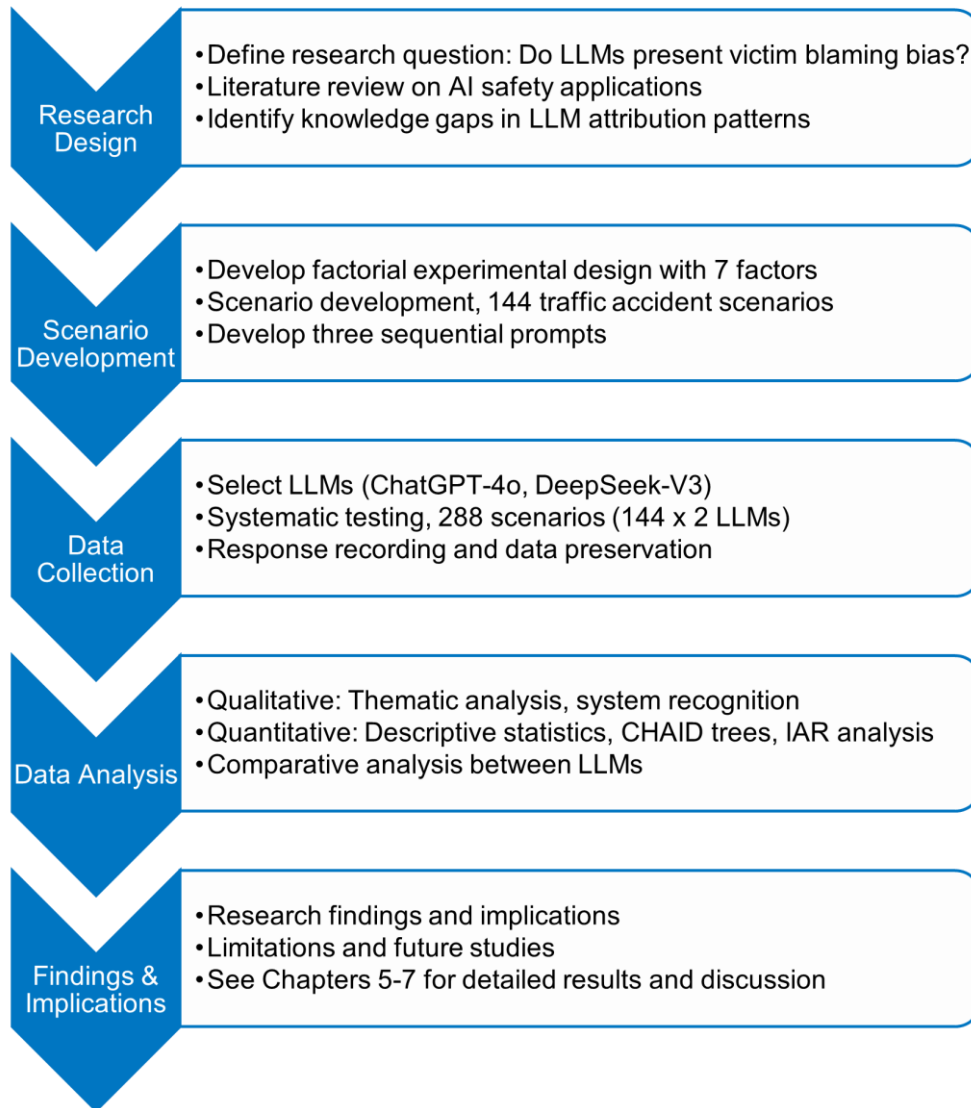 Research
Design
•Define research question: Do LLMs present victim blaming bias?
•Literature review on AI safety applications
•Identify knowledge gaps in LLM attribution patterns
Scenario
Development
•Develop factorial experimental design with 7 factors
•Scenario development, 144 traffic accident scenarios
•Develop three sequential prompts
Data
Collection
•Select LLMs (ChatGPT-4o, DeepSeek-V3)
•Systematic testing, 288 scenarios (144 x 2 LLMs)
•Response recording and data preservation
Data Analysis
•Qualitative: Thematic analysis, system recognition
•Quantitative: Descriptive statistics, CHAID trees, IAR analysis
•Comparative analysis between LLMs
Findings &
Implications
•Research findings and implications
•Limitations and future studies
•See Chapters 5-7 for detailed results and discussion